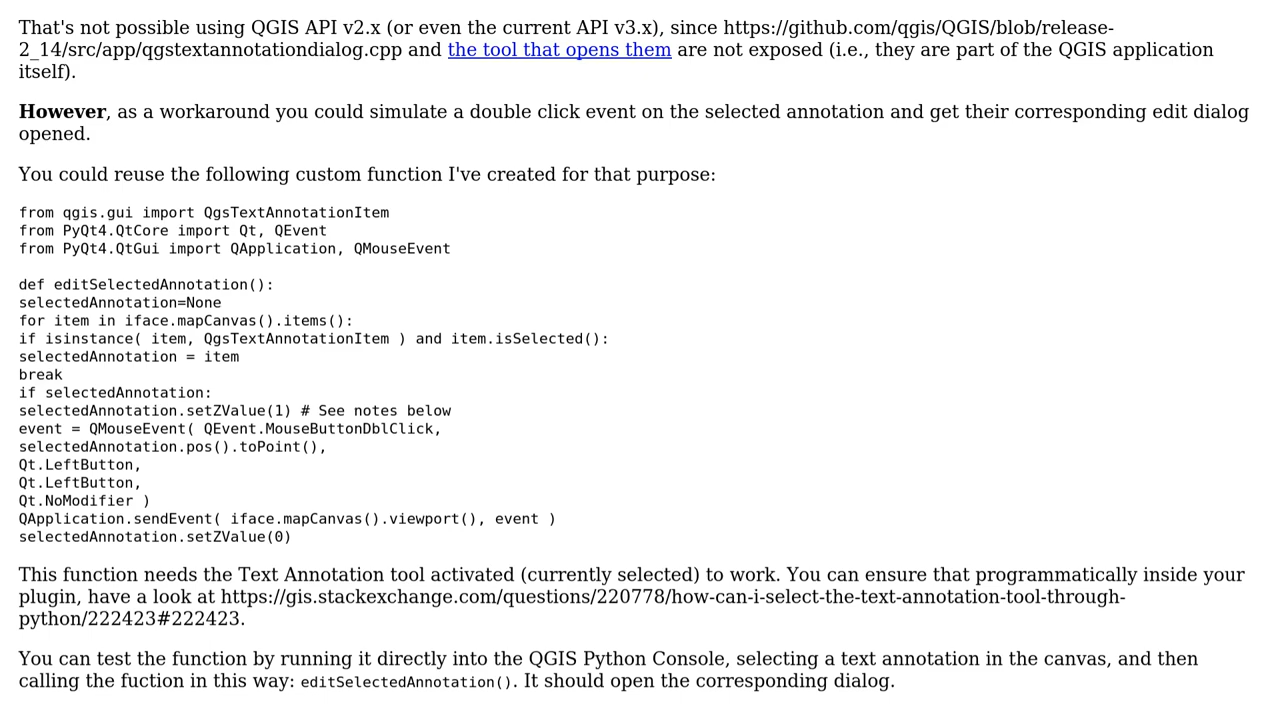 That's not possible using QGIS API v2.x (or even the current API v3.x), since https://github.com/qgis/QGIS/blob/release-
2_14/src/app/qgstextannotationdialog.cpp and the tool that opens them are not exposed (i.e., they are part of the QGIS application
itself).
However, as a workaround you could simulate a double click event on the selected annotation and get their corresponding edit dialog
opened.
You could reuse the following custom function I've created for that purpose:
from qgis.gui import QgsTextAnnotationItem
from PyQt4.QtCore import Qt, QEvent
from PyQt4.QtGui import QApplication, QMouseEvent
def editSelectedAnnotation():
selectedAnnotation=None
for item in iface.mapCanvas().items():
if isinstance( item, QgsTextAnnotationItem ) and item.isSelected():
selectedAnnotation = item
break
if selectedAnnotation:
selectedAnnotation.setZValue(1) # See notes below
event = QMouseEvent( QEvent.MouseButtonDblClick,
selectedAnnotation.pos().toPoint(),
Qt.LeftButton,
Qt.LeftButton,
Qt.NoModifier )
QApplication.sendEvent( iface.mapCanvas().viewport(), event )
selectedAnnotation.setZValue(0)
This function needs the Text Annotation tool activated (currently selected) to work. You can ensure that programmatically inside your
plugin, have a look at https://gis.stackexchange.com/questions/220778/how-can-i-select-the-text-annotation-tool-through-
python/222423#222423.
You can test the function by running it directly into the QGIS Python Console, selecting a text annotation in the canvas, and then
calling the fuction in this way: editSelectedAnnotation(). It should open the corresponding dialog.